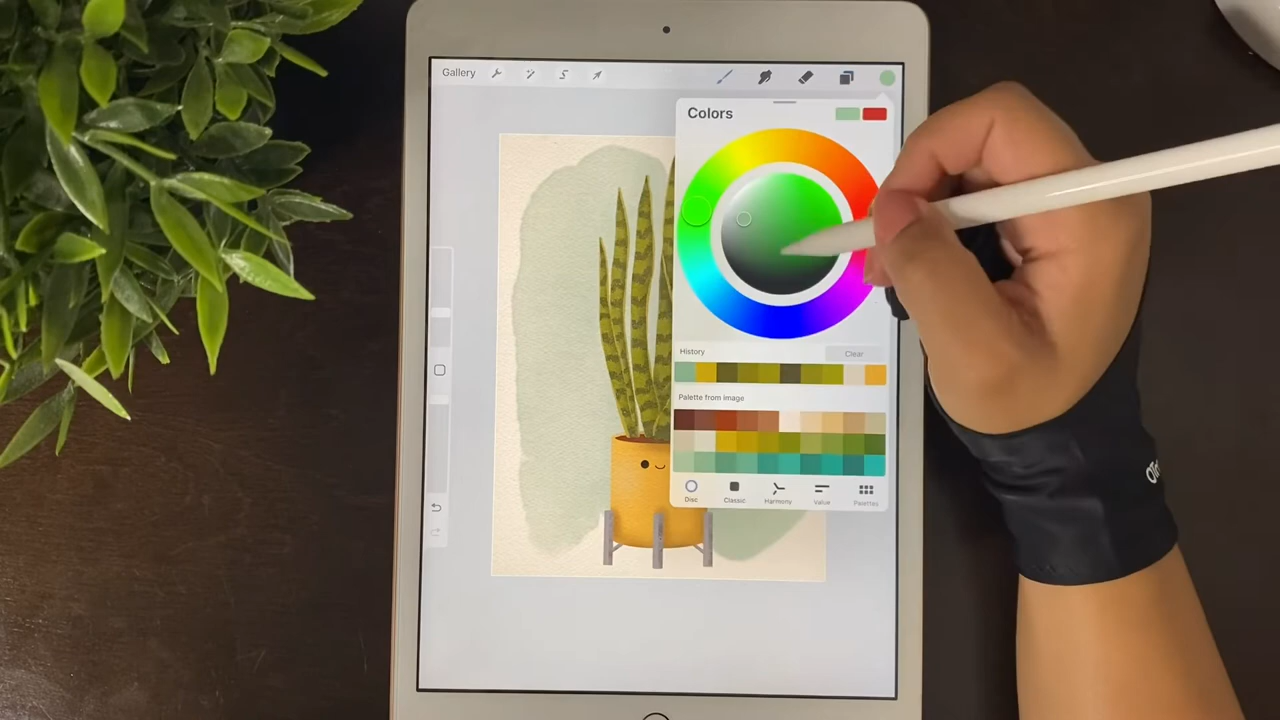 Gallery
Colors
History
Clear
Palette from image
Disc
Classic
Harmony
Value
Palettes